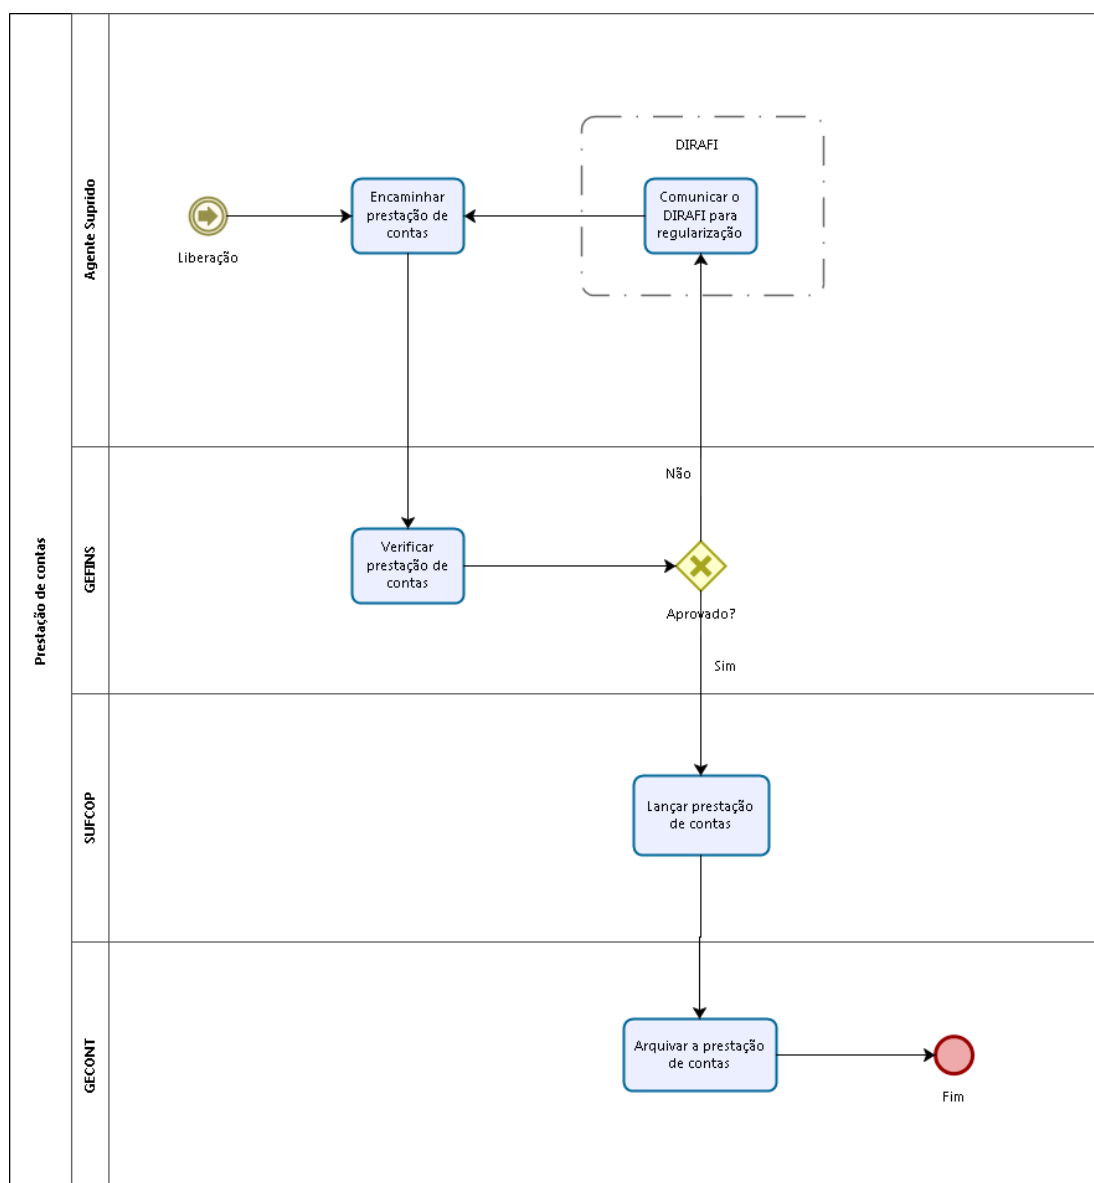 Prestação de contas
Agente Suprido
Liberação
Encaminhar
prestação de
contas
DIRAFI
Comunicar o
DIRAFI para
regularização
GEFINS
Verificar
prestação de
contas
Não
Aprovado?
Sim
SUFCOP
Lançar prestação
de contas
GECONT
Arquivar a prestação
de contas
Fim